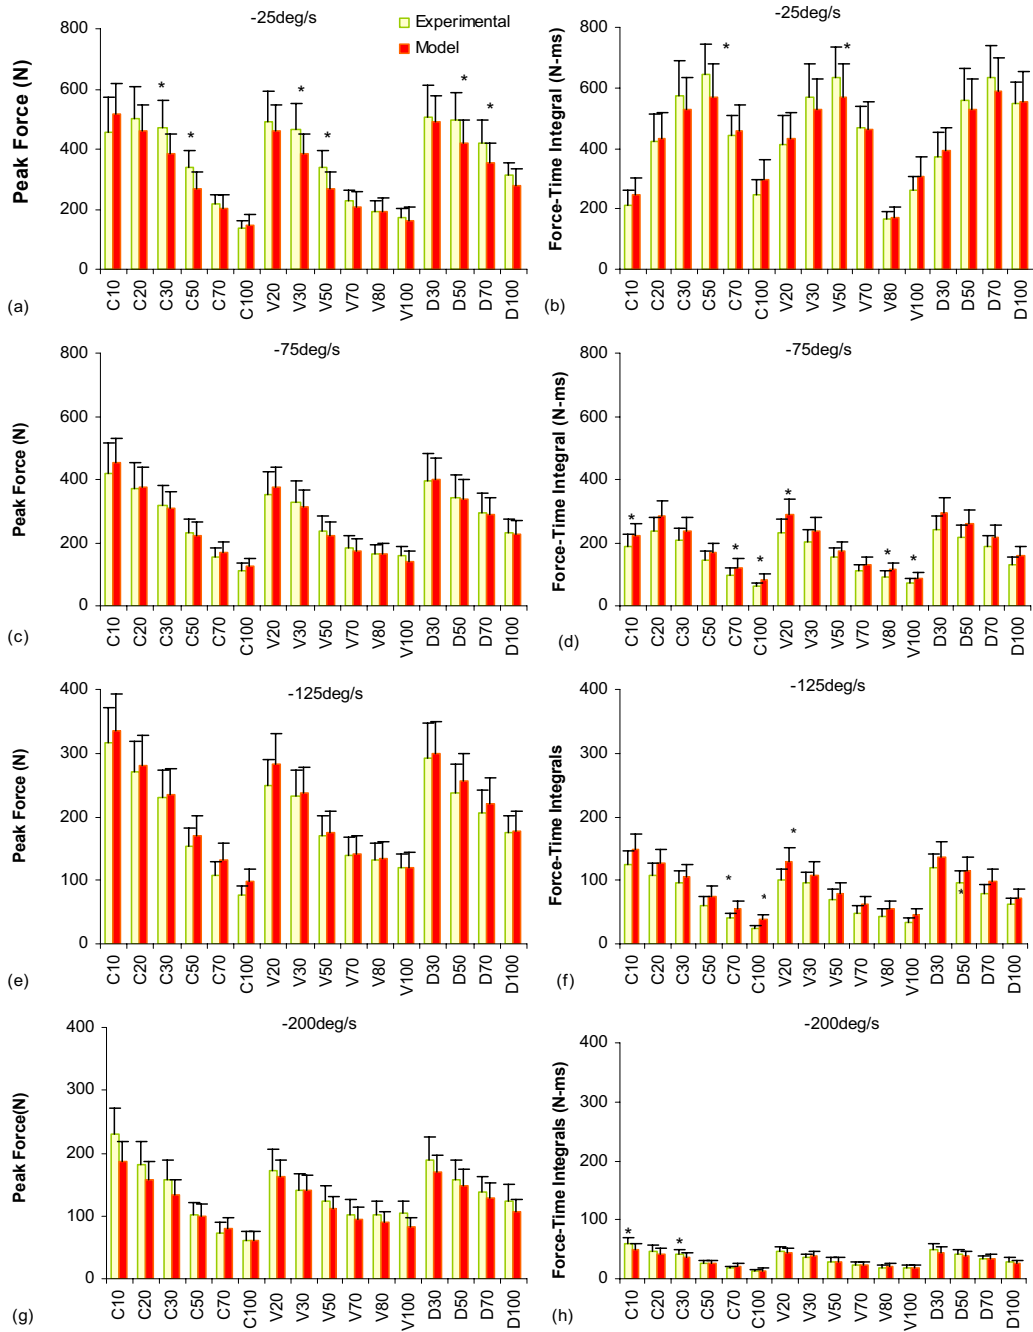 -25deg/s
Experimental
Model
Peak Force (N)
800
600
400
200
0
* * * * * *
C10 C20 C30 C50 C70 C100 V20 V30 V50 V70 V80 V100 D30 D50 D70 D100
(a)
-25deg/s
Force-Time Integral (N-ms)
800
600
400
200
0
* *
C10 C20 C30 C50 C70 C100 V20 V30 V50 V70 V80 V100 D30 D50 D70 D100
(b)
-75deg/s
Peak Force (N)
800
600
400
200
0
C10 C20 C30 C50 C70 C100 V20 V30 V50 V70 V80 V100 D30 D50 D70 D100
(c)
-75deg/s
Force-Time Integral (N-ms)
800
600
400
200
0
* * * * * *
C10 C20 C30 C50 C70 C100 V20 V30 V50 V70 V80 V100 D30 D50 D70 D100
(d)
-125deg/s
Peak Force (N)
400
300
200
100
0
C10 C20 C30 C50 C70 C100 V20 V30 V50 V70 V80 V100 D30 D50 D70 D100
(e)
-125deg/s
Force-Time Integrals
400
300
200
100
0
* * * *
C10 C20 C30 C50 C70 C100 V20 V30 V50 V70 V80 V100 D30 D50 D70 D100
(f)
-200deg/s
Peak Force(N)
400
300
200
100
0
C10 C20 C30 C50 C70 C100 V20 V30 V50 V70 V80 V100 D30 D50 D70 D100
(g)
-200deg/s
Force-Time Integrals (N-ms)
400
300
200
100
0
* *
C10 C20 C30 C50 C70 C100 V20 V30 V50 V70 V80 V100 D30 D50 D70 D100
(h)